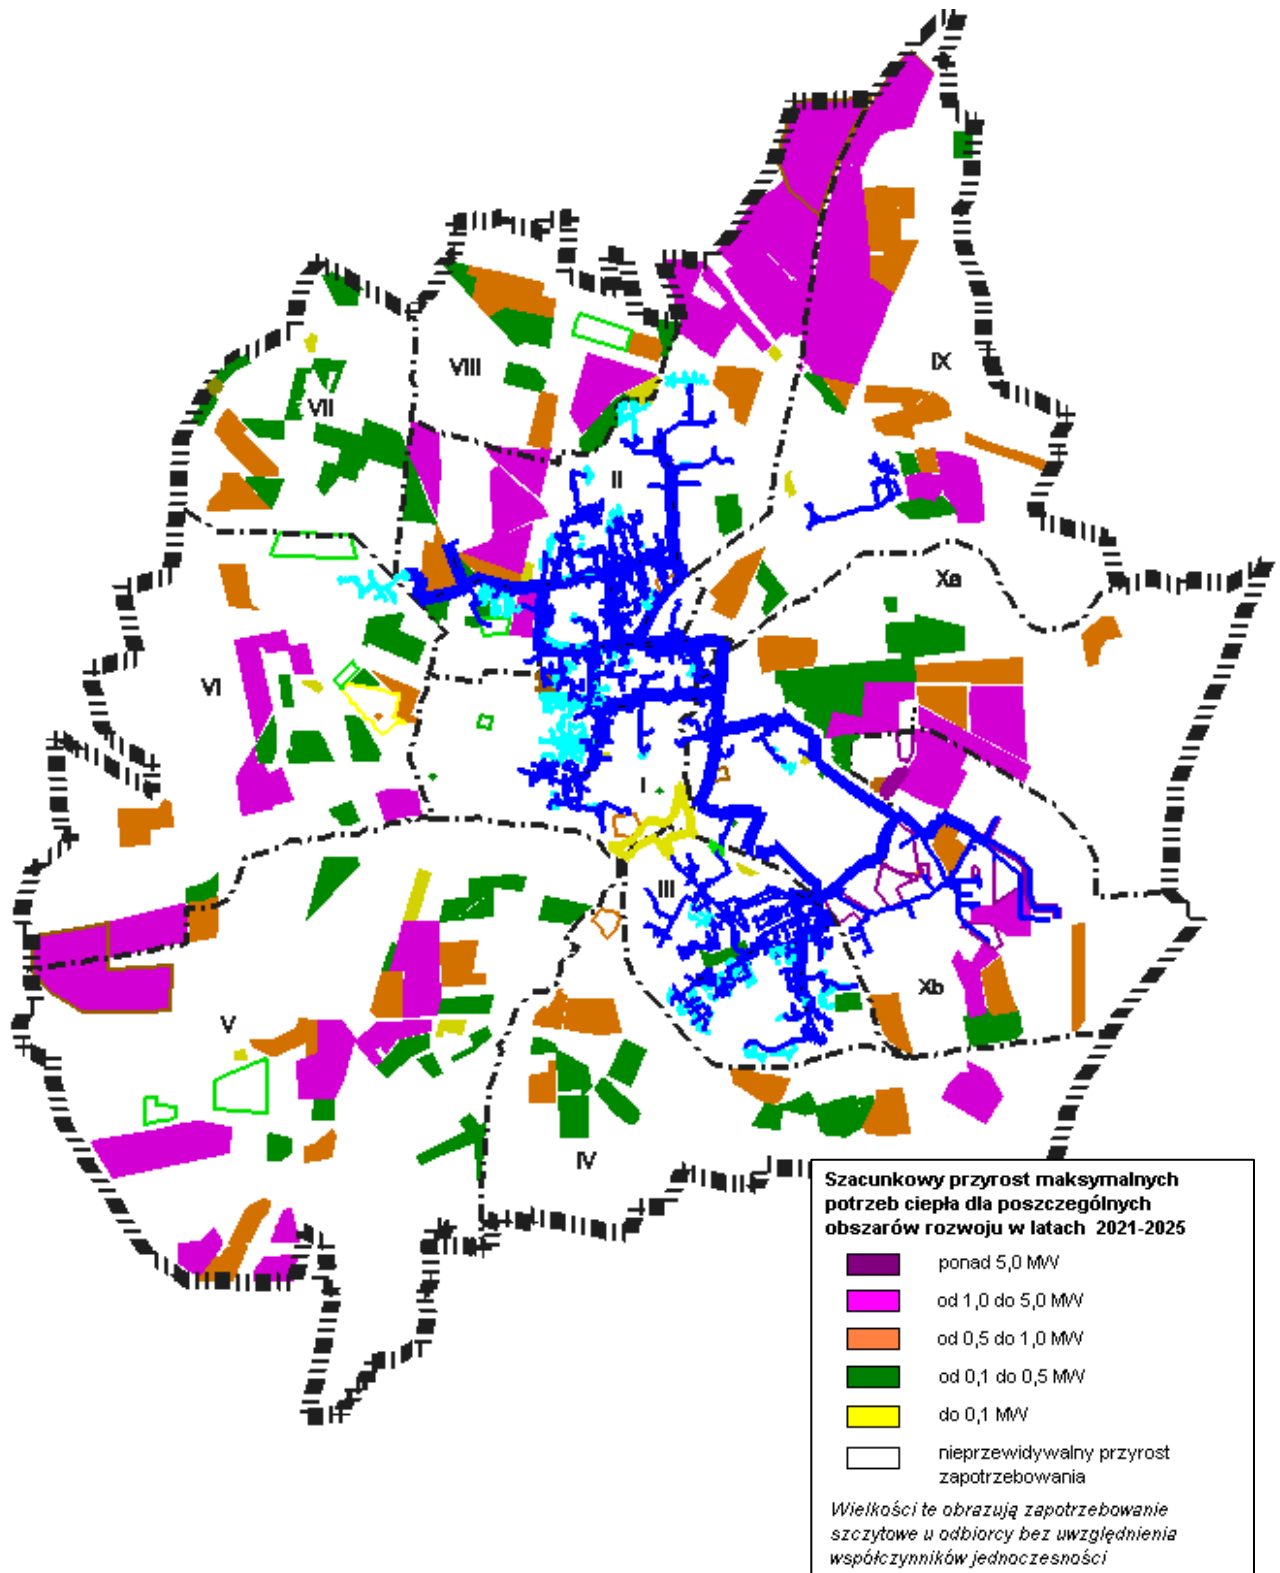 IX
VIII
VII
II
Xa
VI
I
III
Xb
V
IV
Szacunkowy przyrost maksymalnych
potrzeb ciepła dla poszczególnych
obszarów rozwoju w latach 2021-2025
ponad 5,0 MW
od 1,0 do 5,0 MW
od 0,5 do 1,0 MW
od 0,1 do 0,5 MW
do 0,1 MW
nieprzewidywalny przyrost
zapotrzebowania
Wielkości te obrazują zapotrzebowanie
szczytowe u odbiorcy bez uwzględnienia
współczynników jednoczesności